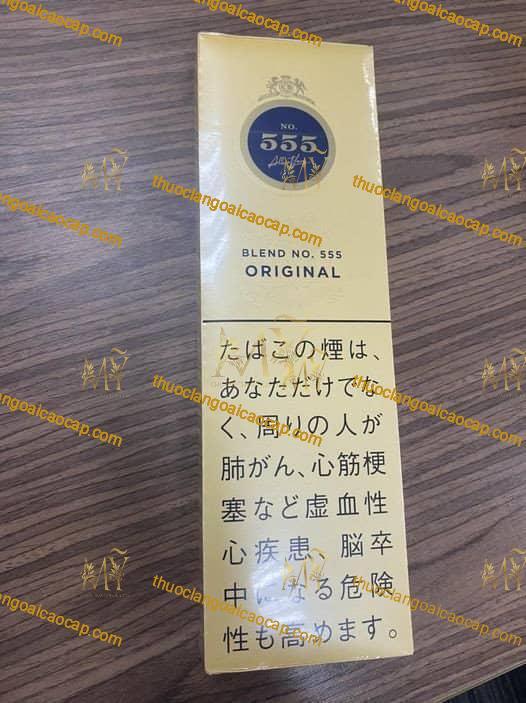 NO.
555
BLEND NO. 555
ORIGINAL
たばこの煙は、
あなただけでな
く、周りの人が
肺がん、心筋梗
塞など虚血性
心疾患、脳卒
中になる危険
性も高めます。
thuoclangoaicaocap.com